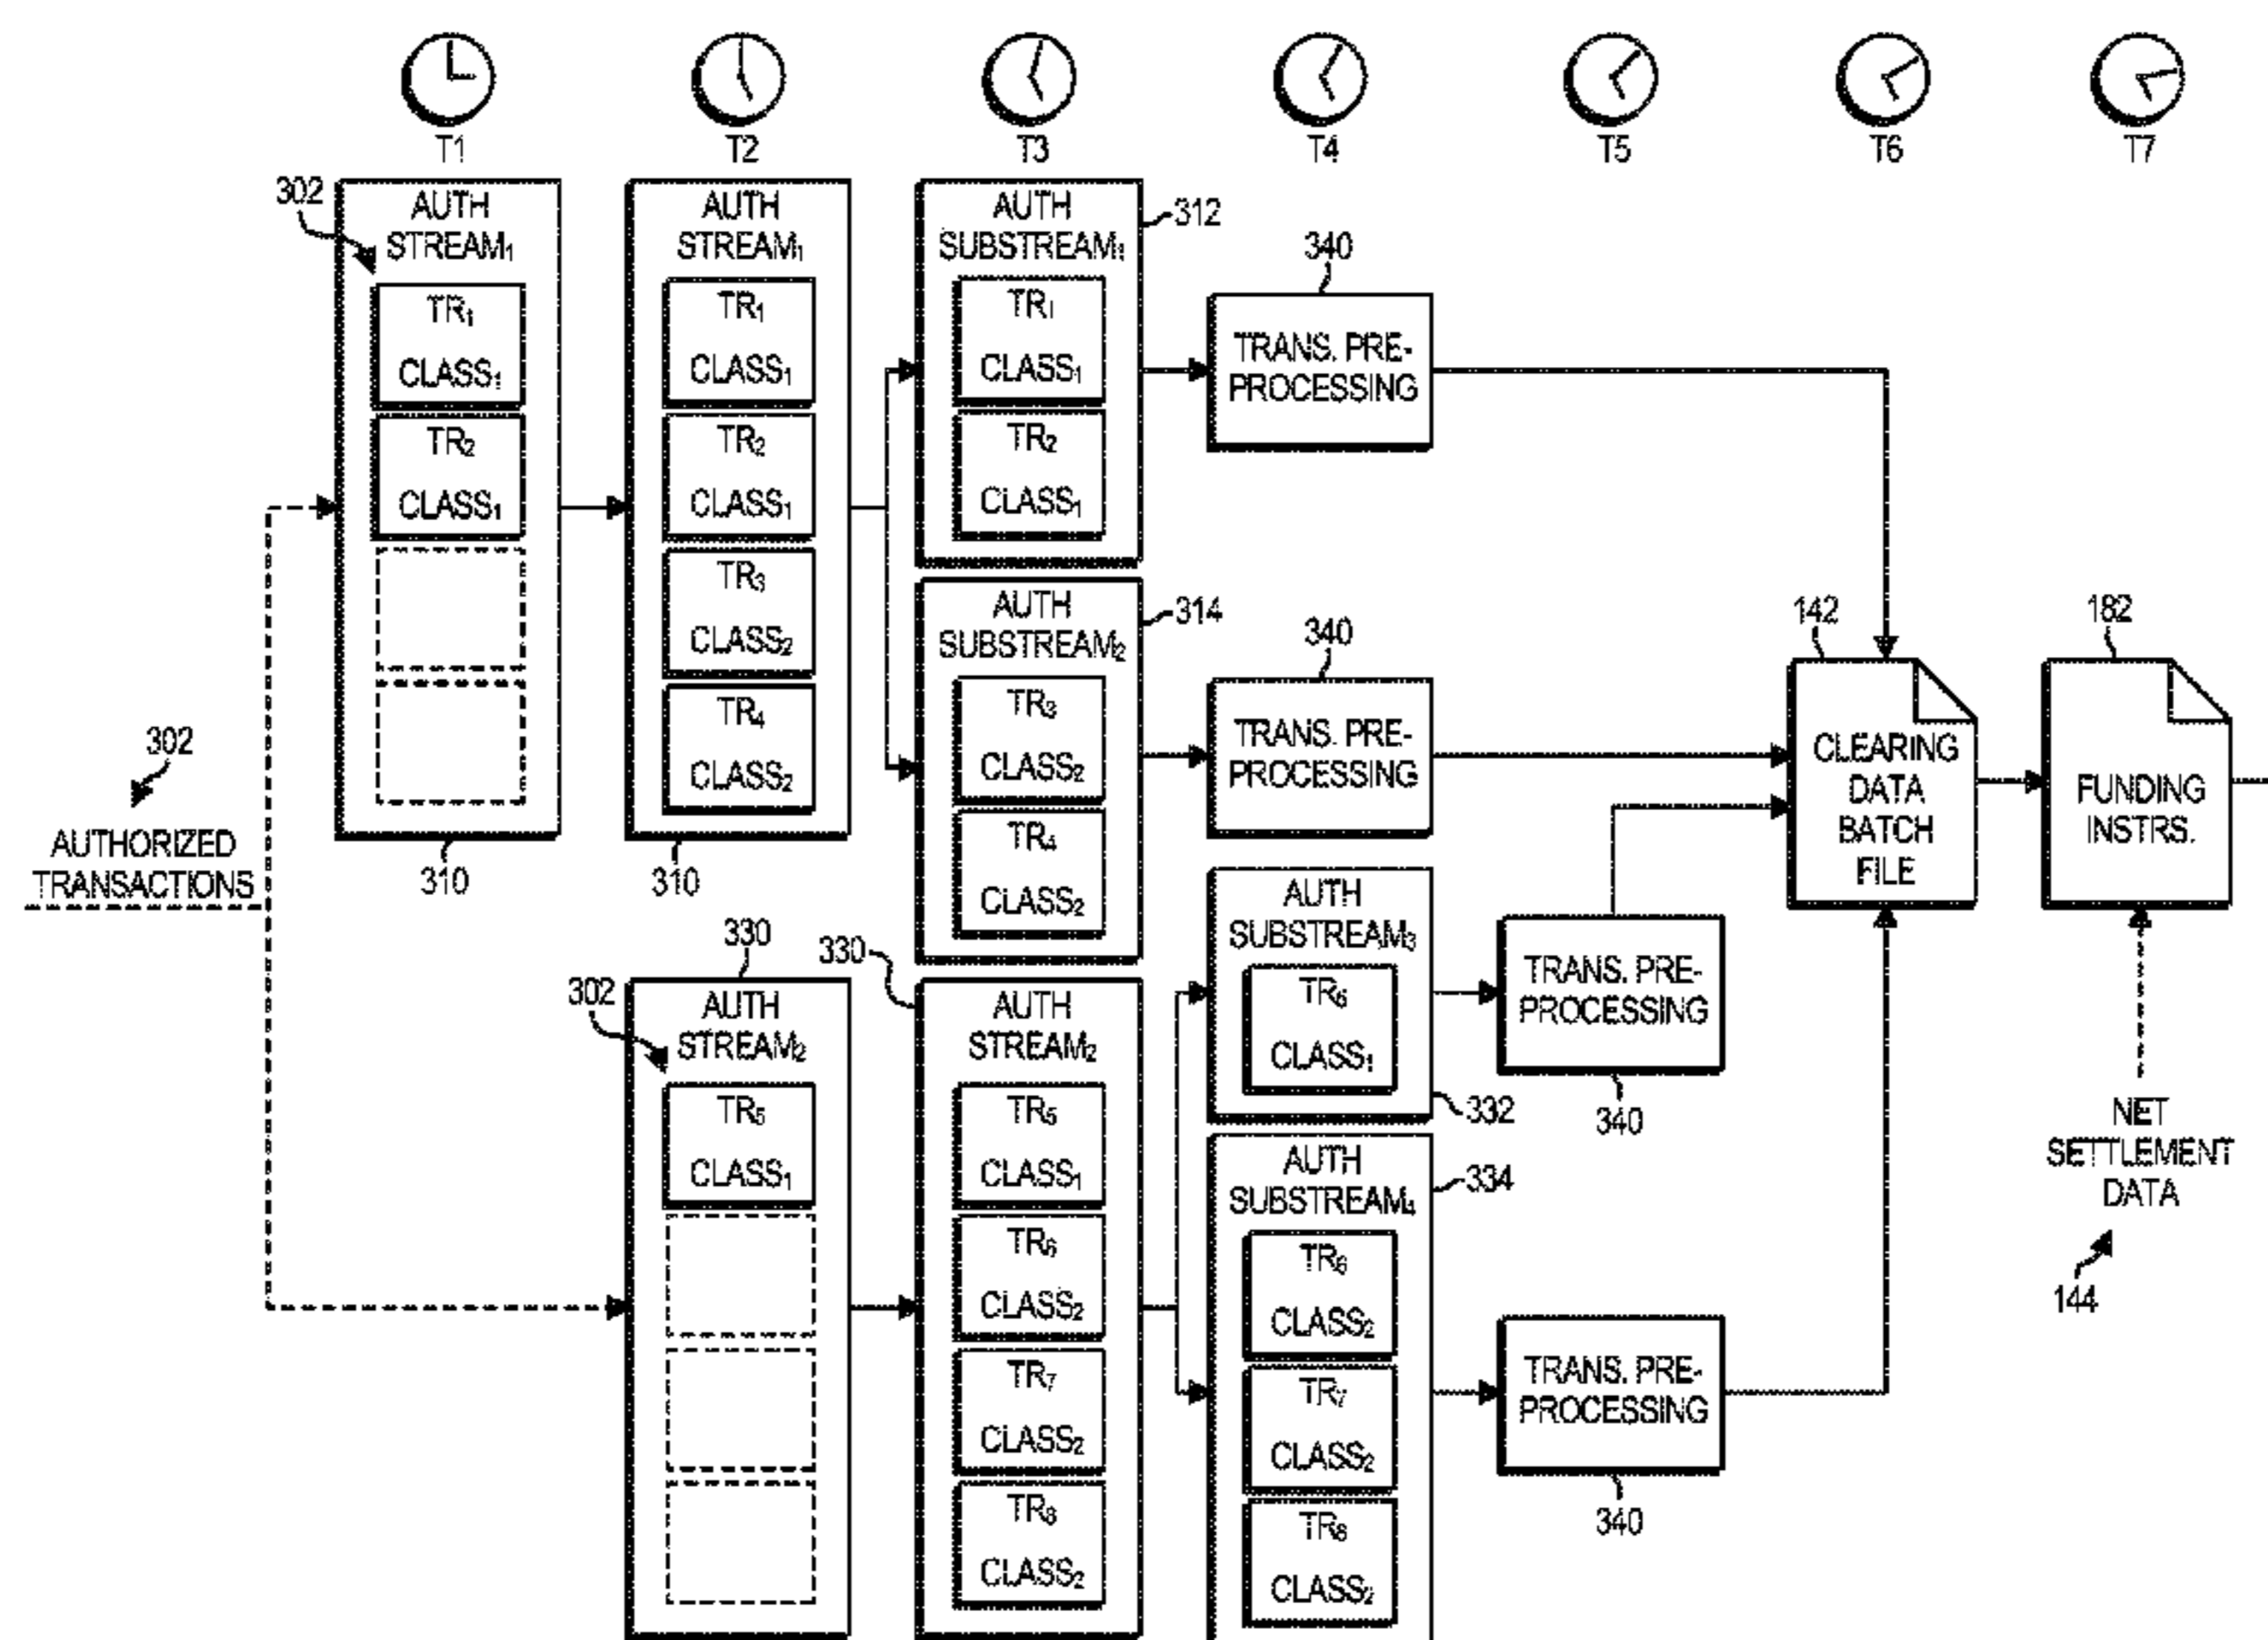 T1
T2
T3
T4
T5
T6
T7
302
AUTH
STREAM₁
TR₁
CLASS₁
TR₂
CLASS₁
310
AUTH
STREAM₁
TR₁
CLASS₁
TR₂
CLASS₁
TR₃
CLASS₂
TR₄
CLASS₂
310
AUTH
SUBSTREAM₁
312
TR₁
CLASS₁
TR₂
CLASS₁
AUTH
SUBSTREAM₂
314
TR₃
CLASS₂
TR₄
CLASS₂
340
TRANS. PRE-
PROCESSING
340
TRANS. PRE-
PROCESSING
302
AUTHORIZED
TRANSACTIONS
330
302
AUTH
STREAM₂
TR₅
CLASS₁
330
AUTH
STREAM₂
TR₅
CLASS₁
TR₆
CLASS₂
TR₇
CLASS₂
TR₈
CLASS₂
AUTH
SUBSTREAM₃
CLASS₁
332
AUTH
SUBSTREAM₄
334
TR₆
CLASS₂
TR₇
CLASS₂
TR₈
CLASS₂
TRANS. PRE-
PROCESSING
340
TRANS. PRE-
PROCESSING
340
142
CLEARING
DATA
BATCH
FILE
182
FUNDING
INSTRS.
NET
SETTLEMENT
DATA
144